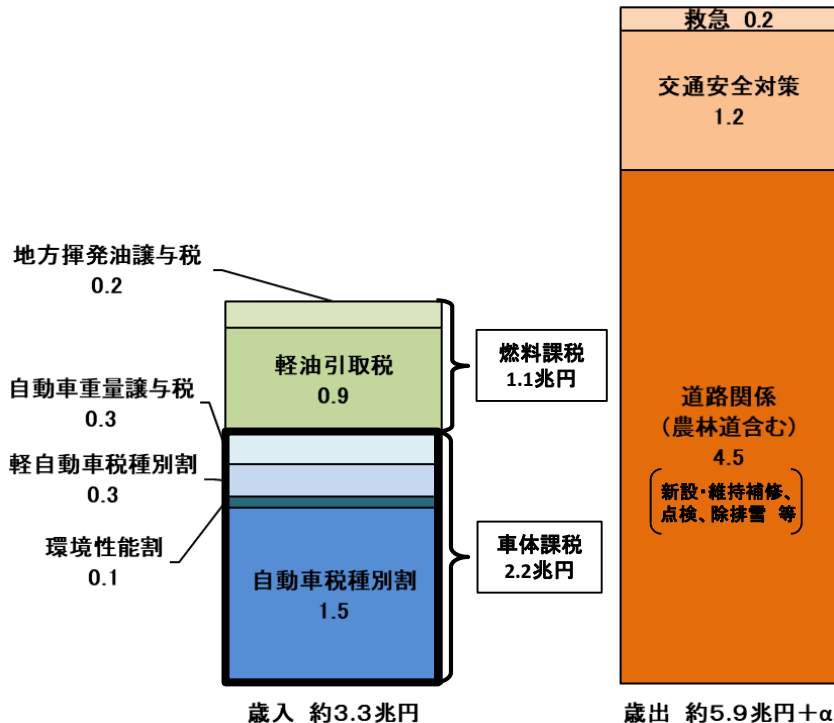 救急 0.2
交通安全対策
1.2
地方揮発油譲与税
0.2
軽油引取税
0.9
燃料課税
1.1兆円
自動車重量譲与税
0.3
軽自動車税種別割
0.3
環境性能割
0.1
自動車税種別割
1.5
車体課税
2.2兆円
道路関係
(農林道含む)
4.5
新設・維持補修、
点検、除排雪 等
歳入 約3.3兆円
歳出 約5.9兆円+α